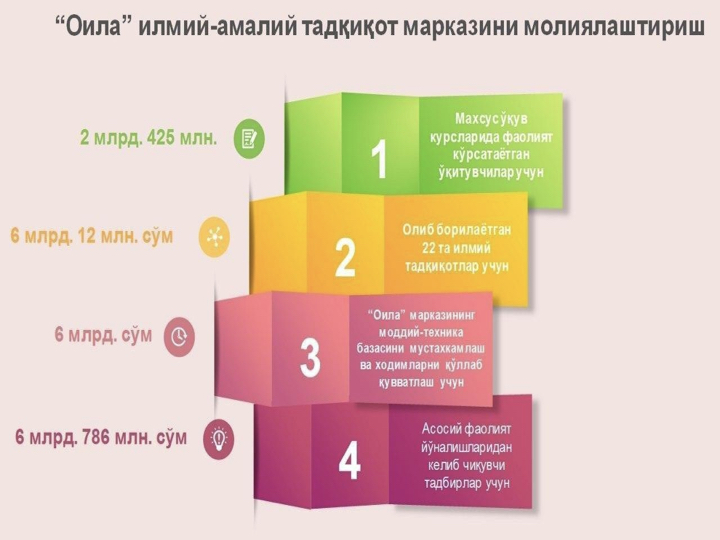 “Оила” илмий-амалий тадқиқот марказини молиялаштириш
2 млрд. 425 млн.
1
Махсус ўқув
курсларида фаолият
кўрсатаётган
ўқитувчилар учун
6 млрд. 12 млн. сўм
2
Олиб борилаётган
22 та илмий
тадқиқотлар учун
6 млрд. сўм
3
“Оила” марказининг
моддий-техника
базасини мустахкамлаш
ва ходимларни қўллаб
қувватлаш учун
6 млрд. 786 млн. сўм
4
Асосий фаолият
йўналишларидан
келиб чиқувчи
тадбирлар учун